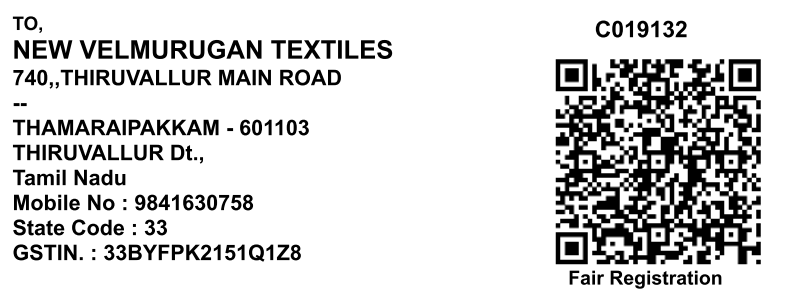 TO,
NEW VELMURUGAN TEXTILES
740,,THIRUVALLUR MAIN ROAD
--
THAMARAIPAKKAM - 601103
THIRUVALLUR Dt.,
Tamil Nadu
Mobile No : 9841630758
State Code : 33
GSTIN. : 33BYFPK2151Q1Z8
C019132
Fair Registration